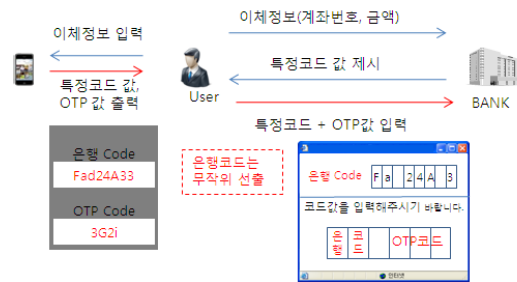 이체정보(계좌번호, 금액)
이체정보 입력
특정코드 값 제시
특정코드 값,
OTP 값 출력
User
BANK
특정코드 + OTP값 입력
은행 Code
Fad24A33
OTP Code
3G2i
은행코드는
무작위 선출
은행 Code F a 2 4 A 3
코드값을 입력해주시기 바랍니다.
은행 코드 OTP코드
인터넷